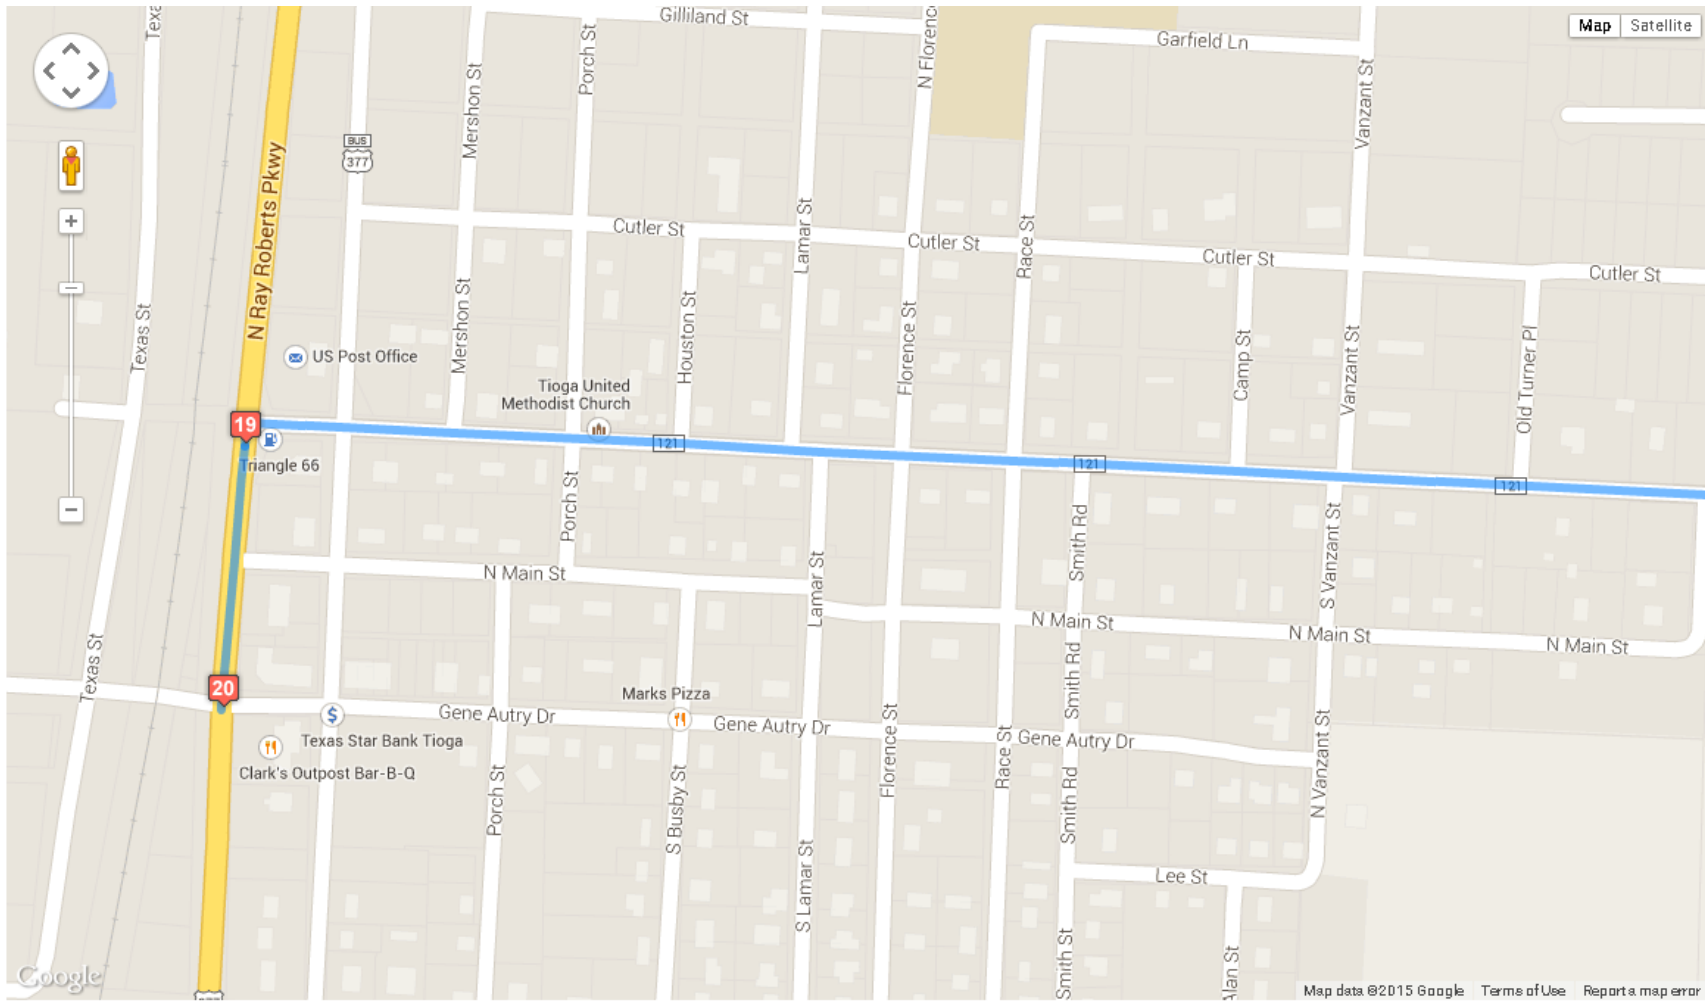 Gilliland St
Map
Satellite
Garfield Ln
Porch St
Mershon St
Vanzant St
BUS
377
N Ray Roberts Pkwy
Cutler St
Lamar St
Cutler St
Race St
Cutler St
Cutler St
Texas St
Mershon St
Houston St
Florence St
Camp St
Vanzant St
Old Turner Pl
US Post Office
Tioga United
Methodist Church
19
121
121
121
Triangle 66
Porch St
Smith Rd
S Vanzant St
N Main St
Lamar St
N Main St
N Main St
N Main St
Texas St
20
Marks Pizza
Smith Rd
Gene Autry Dr
Gene Autry Dr
Gene Autry Dr
$
Texas Star Bank Tioga
Clark's Outpost Bar-B-Q
Florence St
Race St
N Vanzant St
Porch St
S Busby St
Smith Rd
S Lamar St
Lee St
Smith St
Alan St
Google
Map data ©2015 Google
Terms of Use
Report a map error